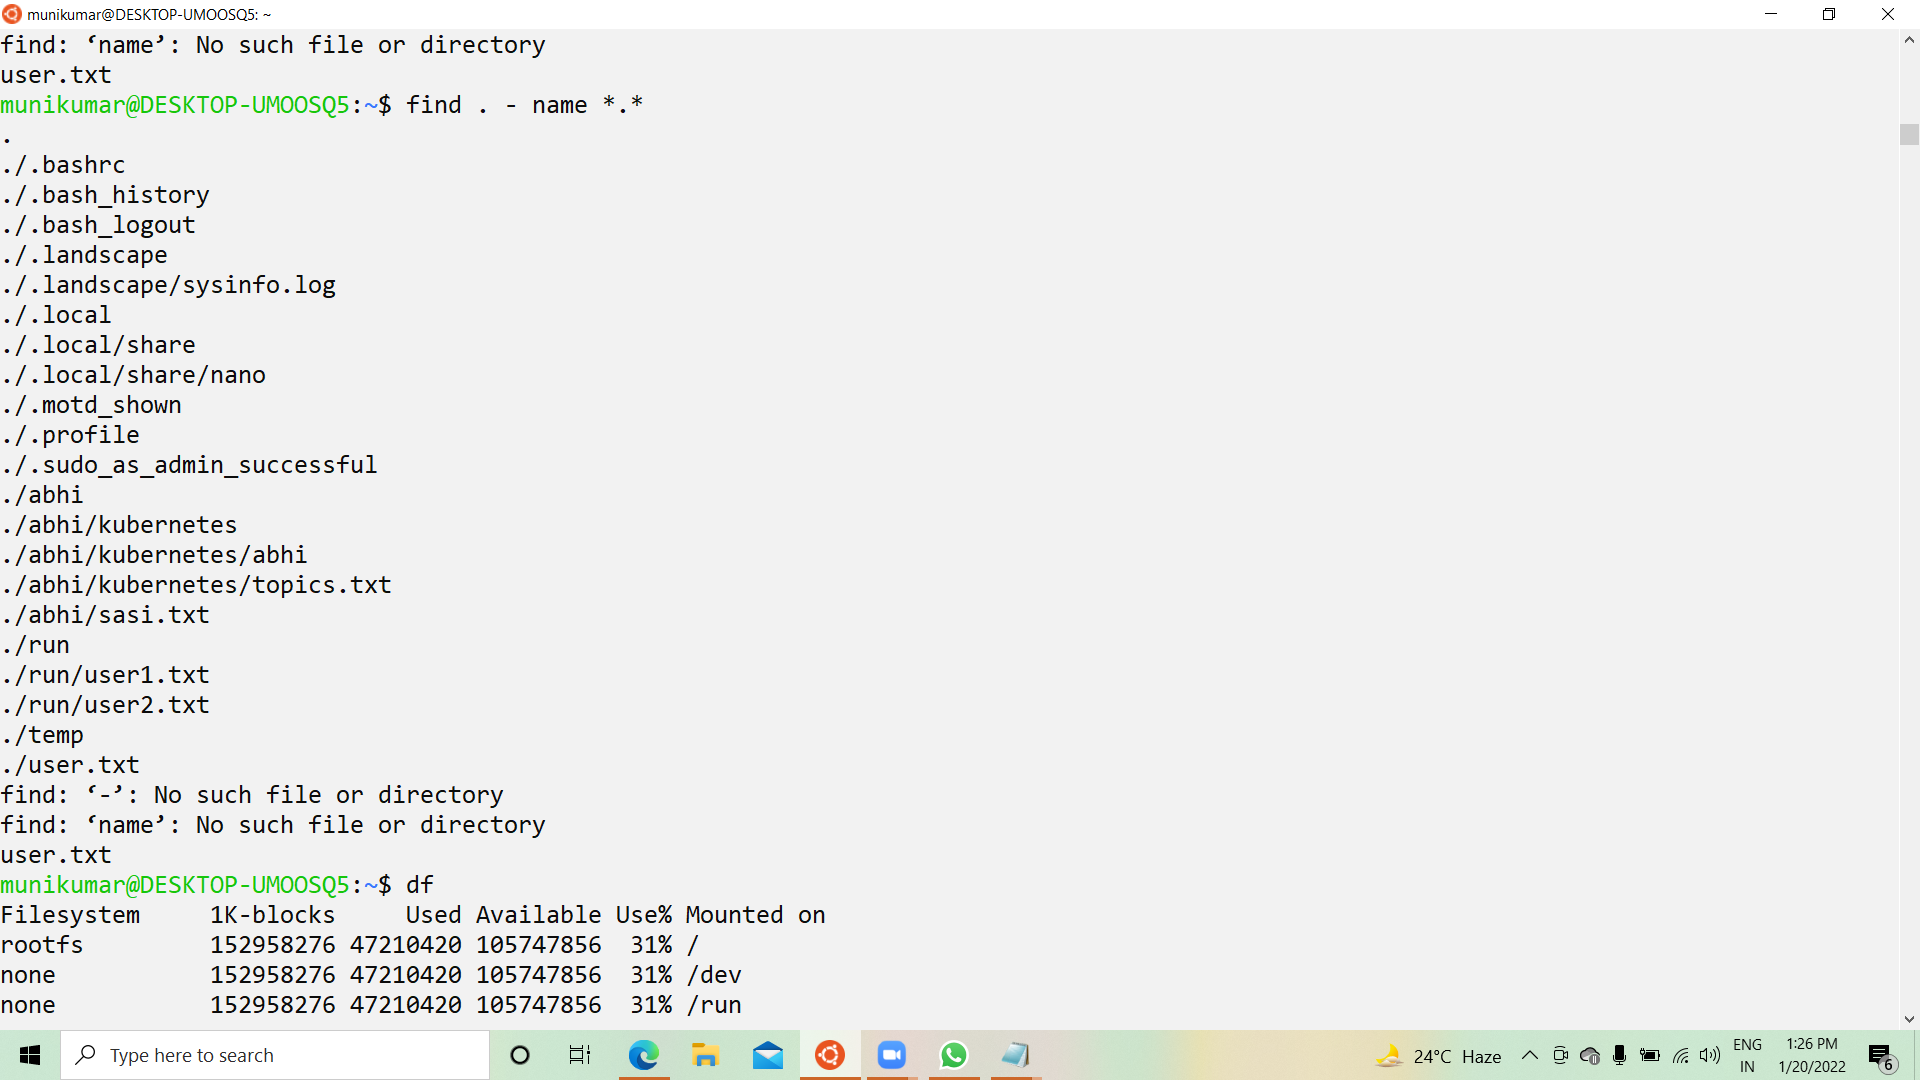 munikumar@DESKTOP-UMOOSQ5: ~
find: ‘name’: No such file or directory
user.txt
munikumar@DESKTOP-UMOOSQ5:~$ find . - name *.*
.
./.bashrc
./.bash_history
./.bash_logout
./.landscape
./.landscape/sysinfo.log
./.local
./.local/share
./.local/share/nano
./.motd_shown
./.profile
./.sudo_as_admin_successful
./abhi
./abhi/kubernetes
./abhi/kubernetes/abhi
./abhi/kubernetes/topics.txt
./abhi/sasi.txt
./run
./run/user1.txt
./run/user2.txt
./temp
./user.txt
find: ‘-’: No such file or directory
find: ‘name’: No such file or directory
user.txt
munikumar@DESKTOP-UMOOSQ5:~$ df
Filesystem     1K-blocks     Used Available Use% Mounted on
rootfs         152958276 47210420 105747856  31% /
none           152958276 47210420 105747856  31% /dev
none           152958276 47210420 105747856  31% /run
Type here to search
24°C Haze
ENG
IN
1:26 PM
1/20/2022
6